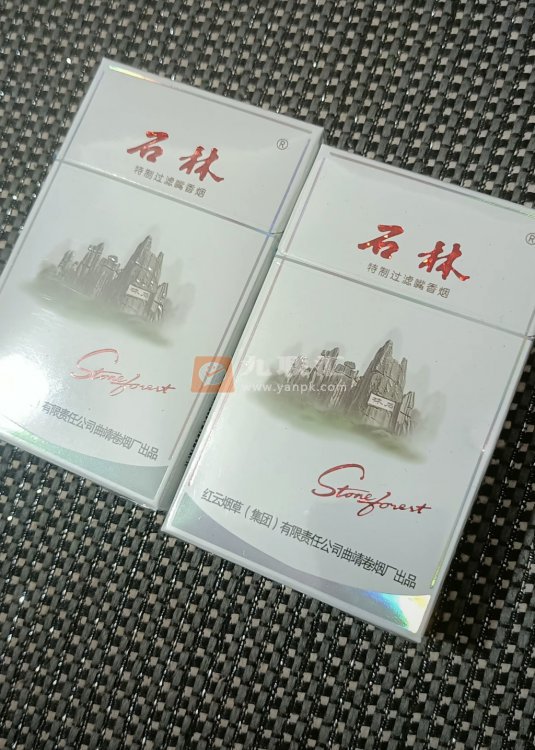 石林®
特制过滤嘴香烟
Stoneforest
有限责任公司曲靖卷烟厂出品
石林®
特制过滤嘴香烟
Stoneforest
红云烟草（集团）有限责任公司曲靖卷烟厂出品
www.yanpk.com